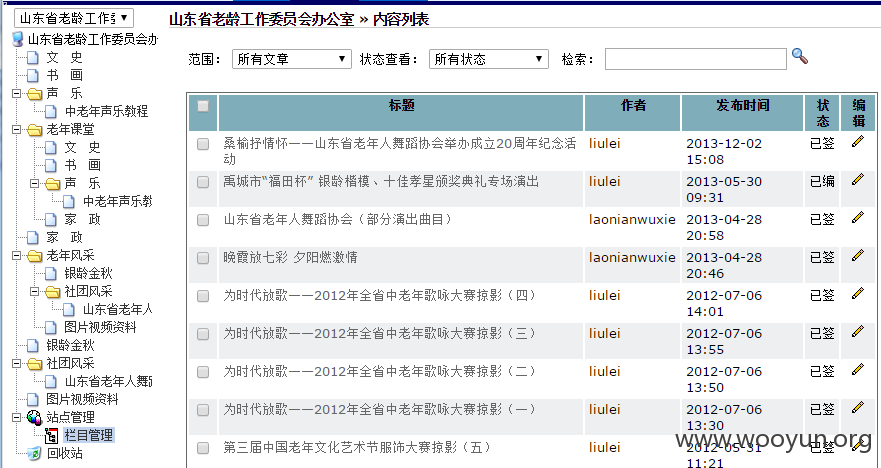 山东省老龄工作委
山东省老龄工作委员会办公室 » 内容列表
山东省老龄工作委员会办
文　史
书　画
声　乐
中老年声乐教程
老年课堂
文　史
书　画
声　乐
中老年声乐教
家　政
家　政
老年风采
银龄金秋
社团风采
山东省老年人
图片视频资料
银龄金秋
社团风采
山东省老年人舞蹈
图片视频资料
站点管理
栏目管理
回收站
范围： 所有文章 状态查看： 所有状态 检索：
标题 作者 发布时间 状态 编辑
桑榆抒情怀——山东省老年人舞蹈协会举办成立20周年纪念活动 liulei 2013-12-02 15:08 已签
禹城市“福田杯” 银龄楷模、十佳孝星颁奖典礼专场演出 liulei 2013-05-30 09:31 已编
山东省老年人舞蹈协会（部分演出曲目） laonianwuxie 2013-04-28 20:58 已签
晚霞放七彩 夕阳燃激情 laonianwuxie 2013-04-28 20:46 已签
为时代放歌——2012年全省中老年歌咏大赛掠影（四） liulei 2012-07-06 14:01 已签
为时代放歌——2012年全省中老年歌咏大赛掠影（三） liulei 2012-07-06 13:55 已签
为时代放歌——2012年全省中老年歌咏大赛掠影（二） liulei 2012-07-06 13:50 已签
为时代放歌——2012年全省中老年歌咏大赛掠影（一） liulei 2012-07-06 13:30 已签
第三届中国老年文化艺术节服饰大赛掠影（五） liulei 2012-05-31 11:21 已签
www.wooyun.org